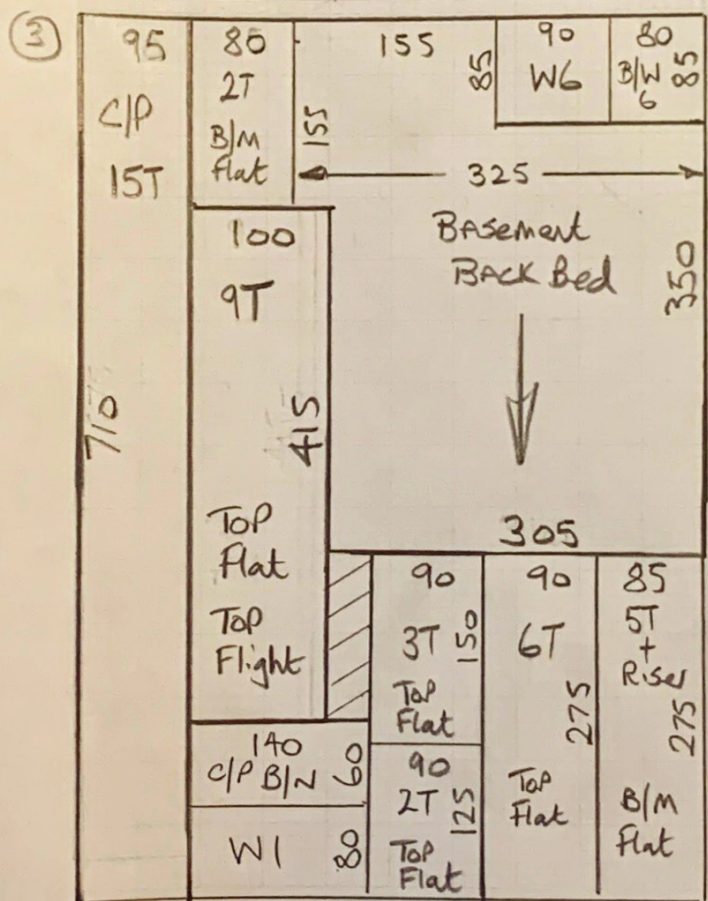 3
95
C/P
15T
710
80
2T
B/M
Flat
155
155
85
90
W6
80
B/W
6
85
325
Basement
Back Bed
350
305
100
9T
415
Top
Flat
Top
Flight
140
C/P B/N
60
W1
80
90
3T
150
Top
Flat
90
2T
125
Top
Flat
90
6T
275
Top
Flat
85
5T
+
Riser
275
B/M
Flat